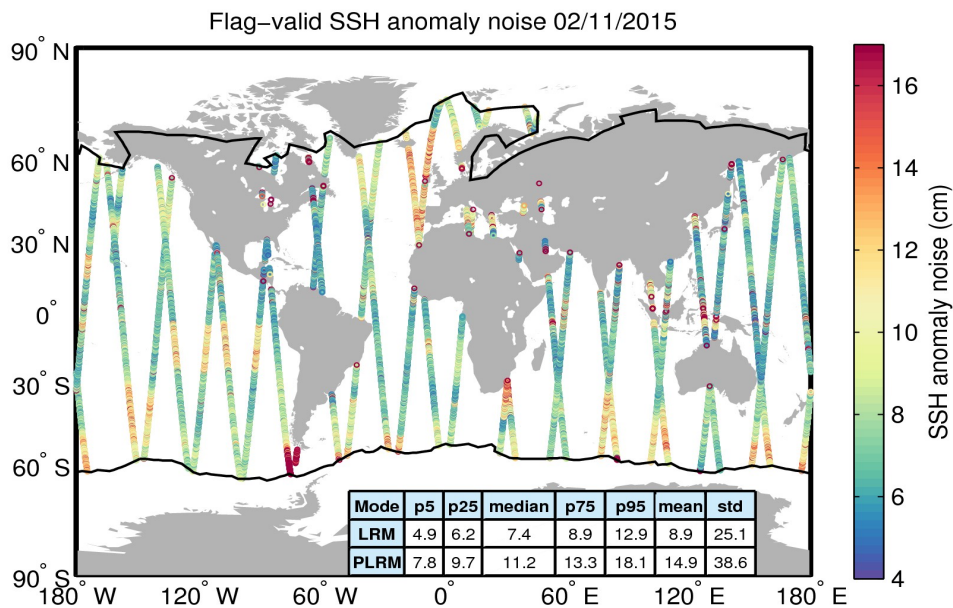 Flag−valid SSH anomaly noise 02/11/2015
90° N
60° N
30° N
0°
30° S
60° S
90° S
180° W 120° W 60° W 0° 60° E 120° E 180° E
Mode p5 p25 median p75 p95 mean std
LRM 4.9 6.2 7.4 8.9 12.9 8.9 25.1
PLRM 7.8 9.7 11.2 13.3 18.1 14.9 38.6
16
14
12
10
8
6
4
SSH anomaly noise (cm)